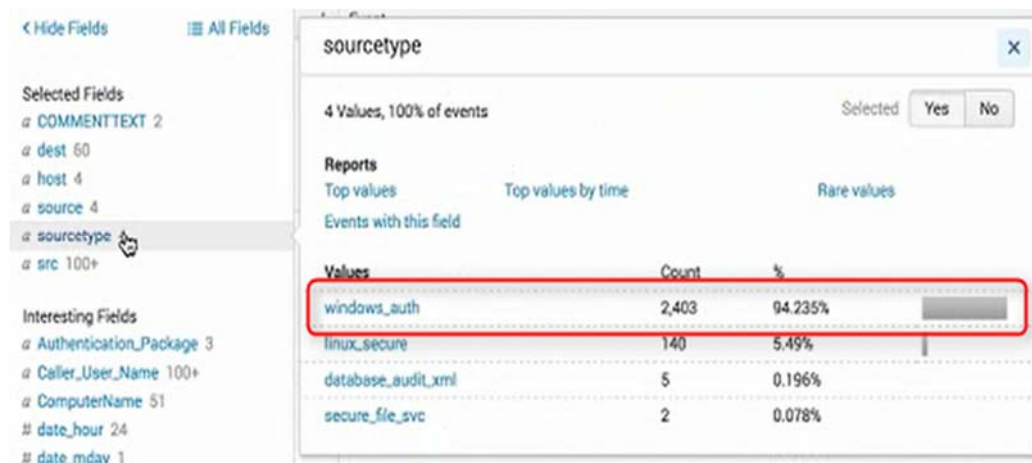 < Hide Fields
All Fields
Selected Fields
a COMMENTTEXT 2
a dest 60
a host 4
a source 4
a sourcetype
a src 100+
Interesting Fields
a Authentication_Package 3
a Caller_User_Name 100+
a ComputerName 51
# date_hour 24
# date_mday 1
Event
sourcetype
4 Values, 100% of events
Selected Yes No
Reports
Top values Top values by time Rare values
Events with this field
Values Count %
windows_auth 2,403 94.235%
linux_secure 140 5.49%
database_audit_xml 5 0.196%
secure_file_svc 2 0.078%